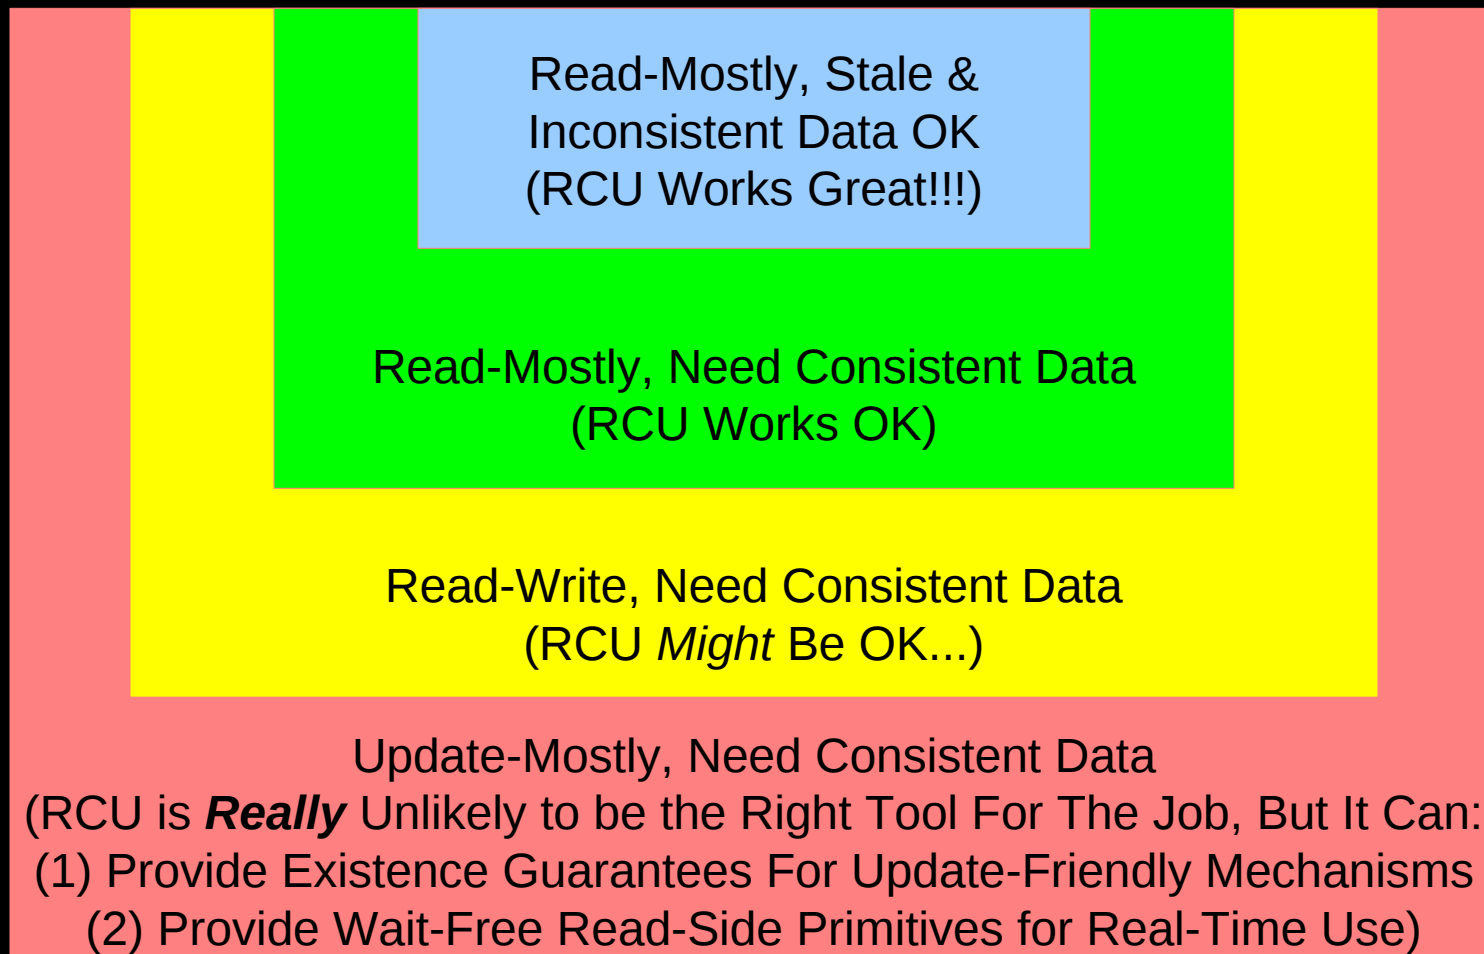 Read-Mostly, Stale &
Inconsistent Data OK
(RCU Works Great!!!)
Read-Mostly, Need Consistent Data
(RCU Works OK)
Read-Write, Need Consistent Data
(RCU Might Be OK...)
Update-Mostly, Need Consistent Data
(RCU is Really Unlikely to be the Right Tool For The Job, But It Can:
(1) Provide Existence Guarantees For Update-Friendly Mechanisms
(2) Provide Wait-Free Read-Side Primitives for Real-Time Use)